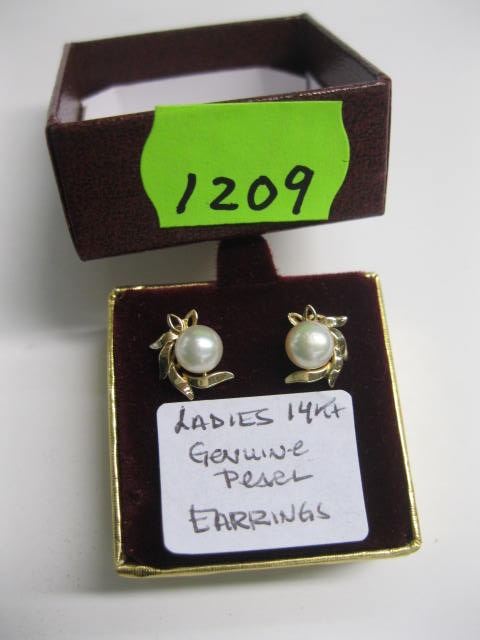 1209
LADIES 14Kt
Genuine
Pearl
EARRINGS